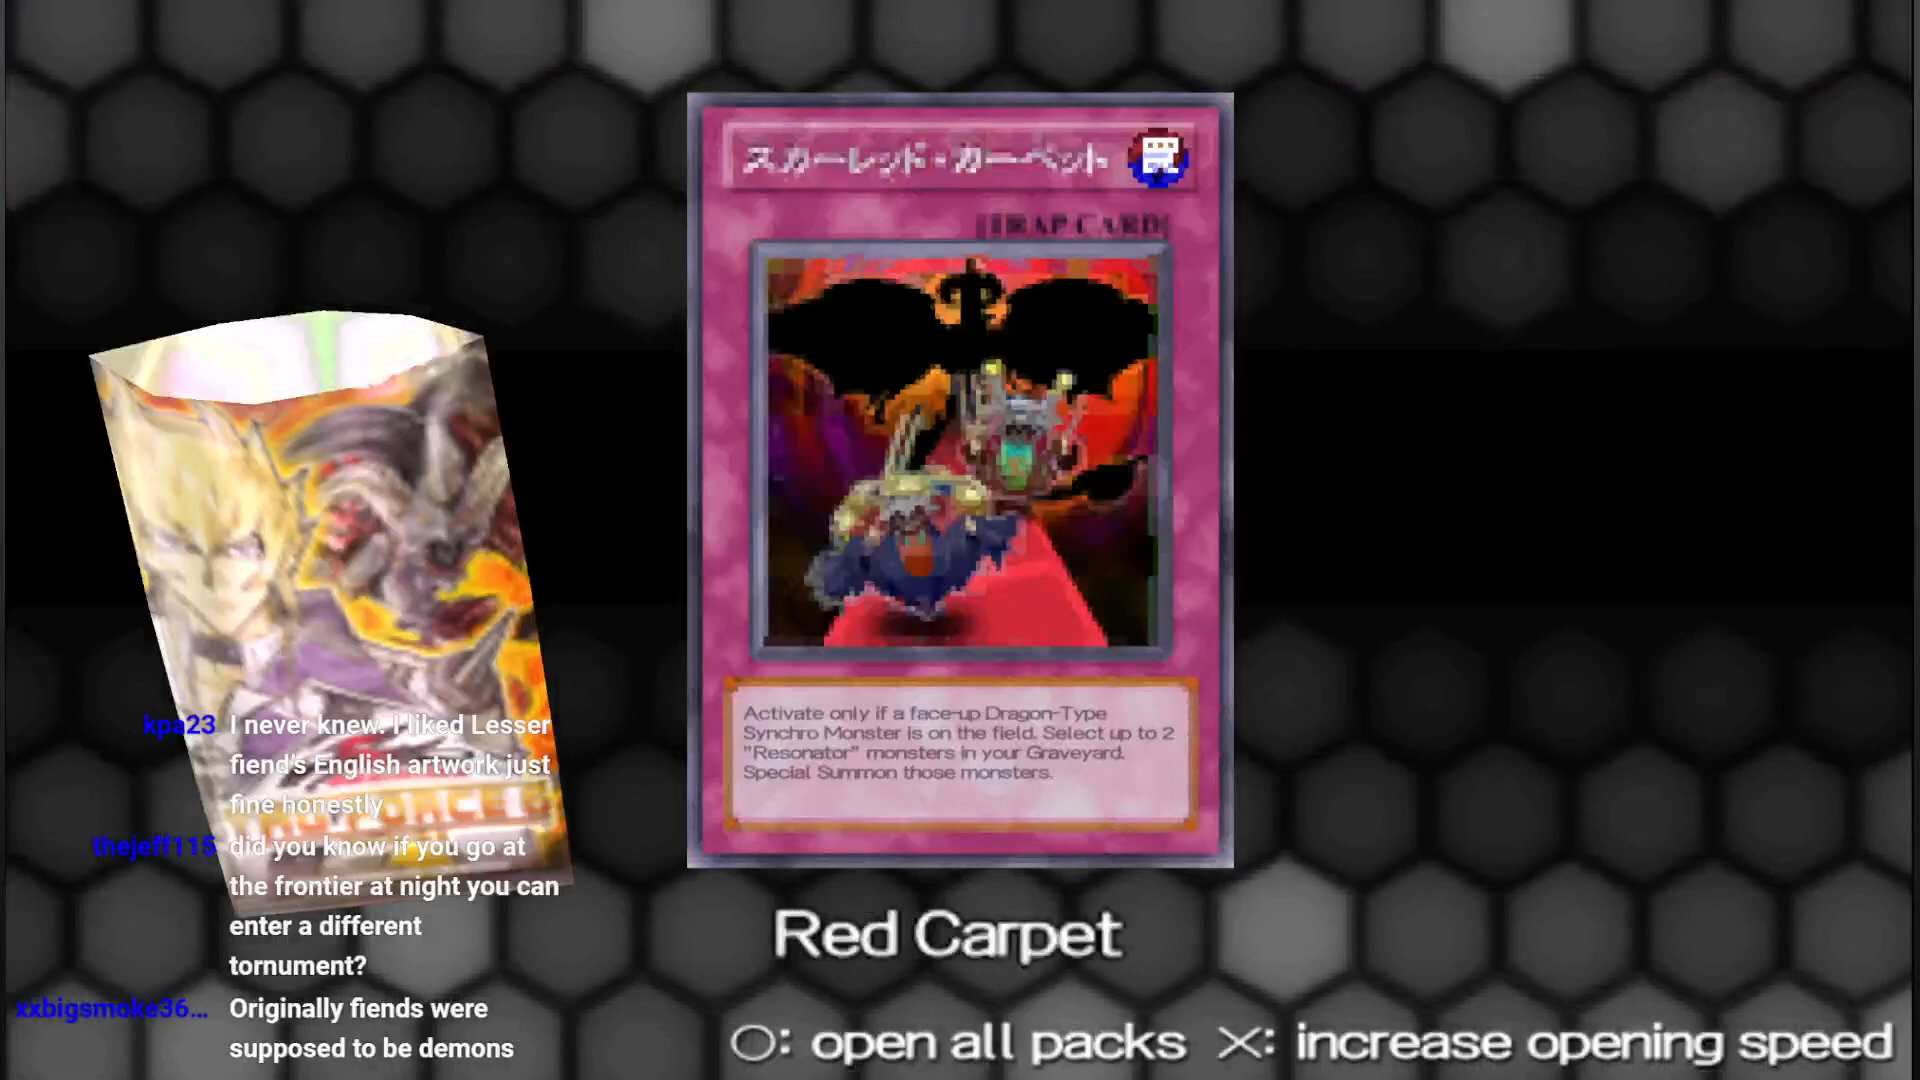 スカーレッド・カーペット
[TRAP CARD]
Activate only if a face-up Dragon-Type
Synchro Monster is on the field. Select up to 2
"Resonator" monsters in your Graveyard.
Special Summon those monsters.
kpa23 I never knew. I liked Lesser
fiend's English artwork just
fine honestly
thejeff115 did you know if you go at
the frontier at night you can
enter a different
tornument?
xxbigsmoke36... Originally fiends were
supposed to be demons
Red Carpet
◯: open all packs ✕: increase opening speed